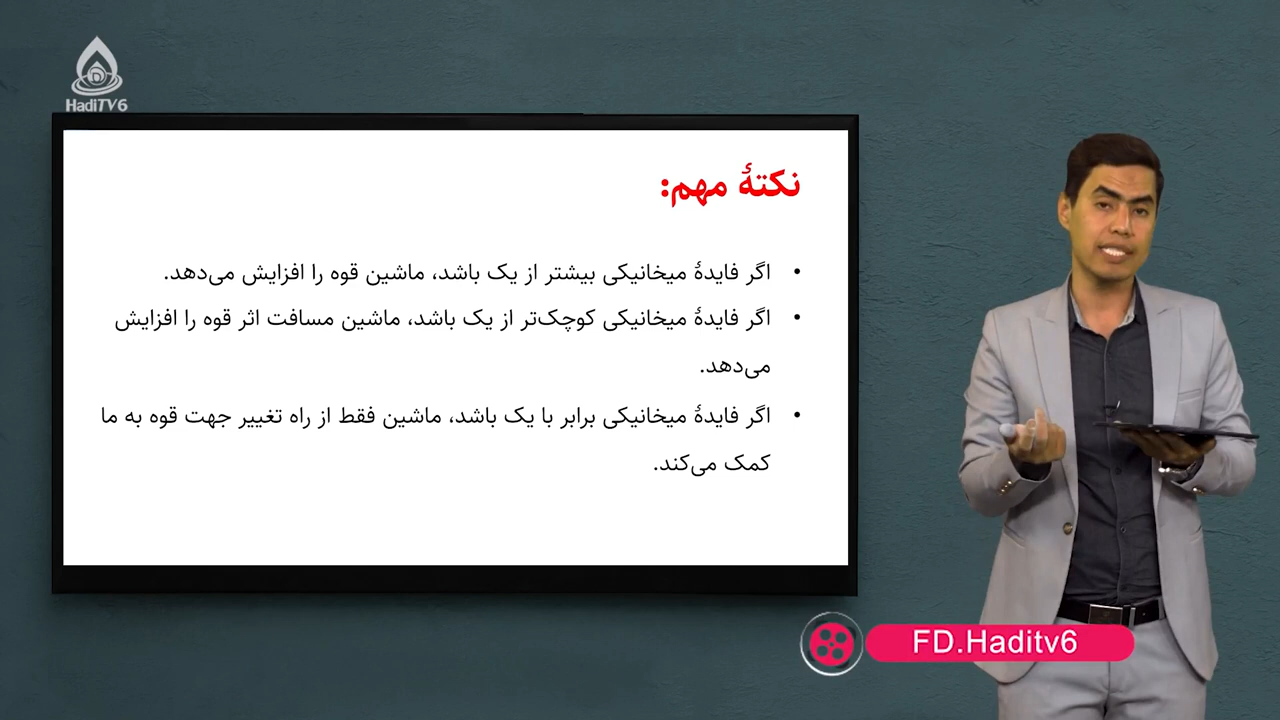 HadiTV6
نکتهٔ مهم:
• اگر فایدهٔ میخانیکی بیشتر از یک باشد، ماشین قوه را افزایش می‌دهد.
• اگر فایدهٔ میخانیکی کوچک‌تر از یک باشد، ماشین مسافت اثر قوه را افزایش
می‌دهد.
• اگر فایدهٔ میخانیکی برابر با یک باشد، ماشین فقط از راه تغییر جهت قوه به ما
کمک می‌کند.
FD.Haditv6